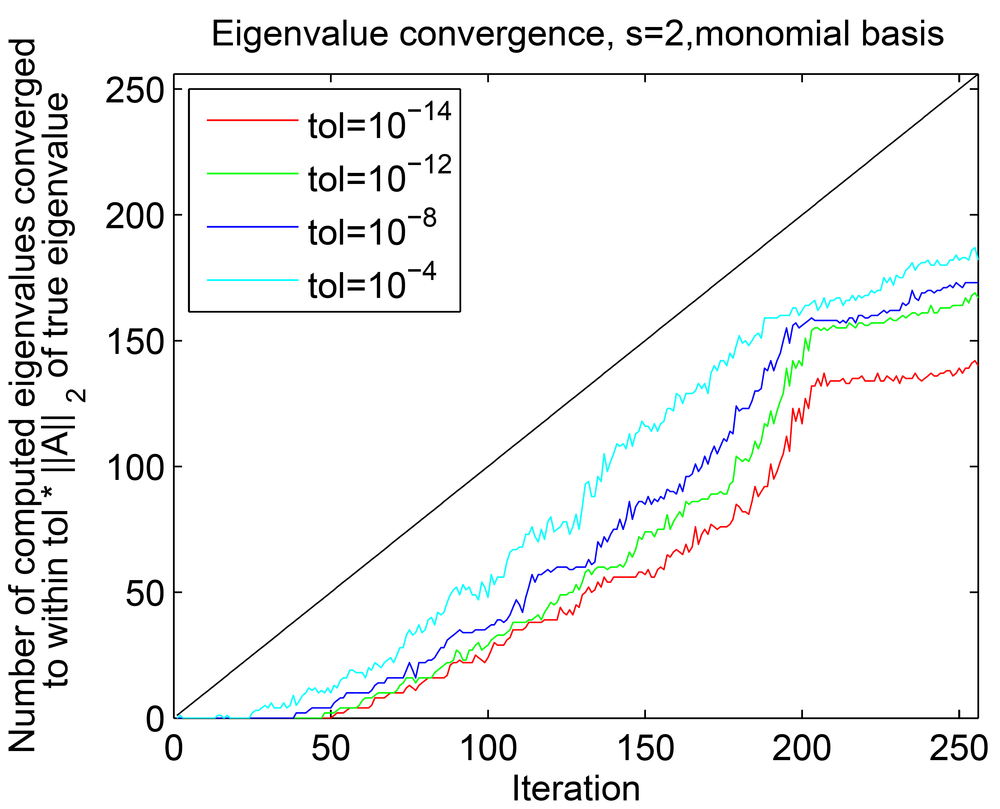 Eigenvalue convergence, s=2,monomial basis
Number of computed eigenvalues converged
to within tol*||A||₂ of true eigenvalue
250
200
150
100
50
0
tol=10⁻¹⁴
tol=10⁻¹²
tol=10⁻⁸
tol=10⁻⁴
0 50 100 150 200 250
Iteration